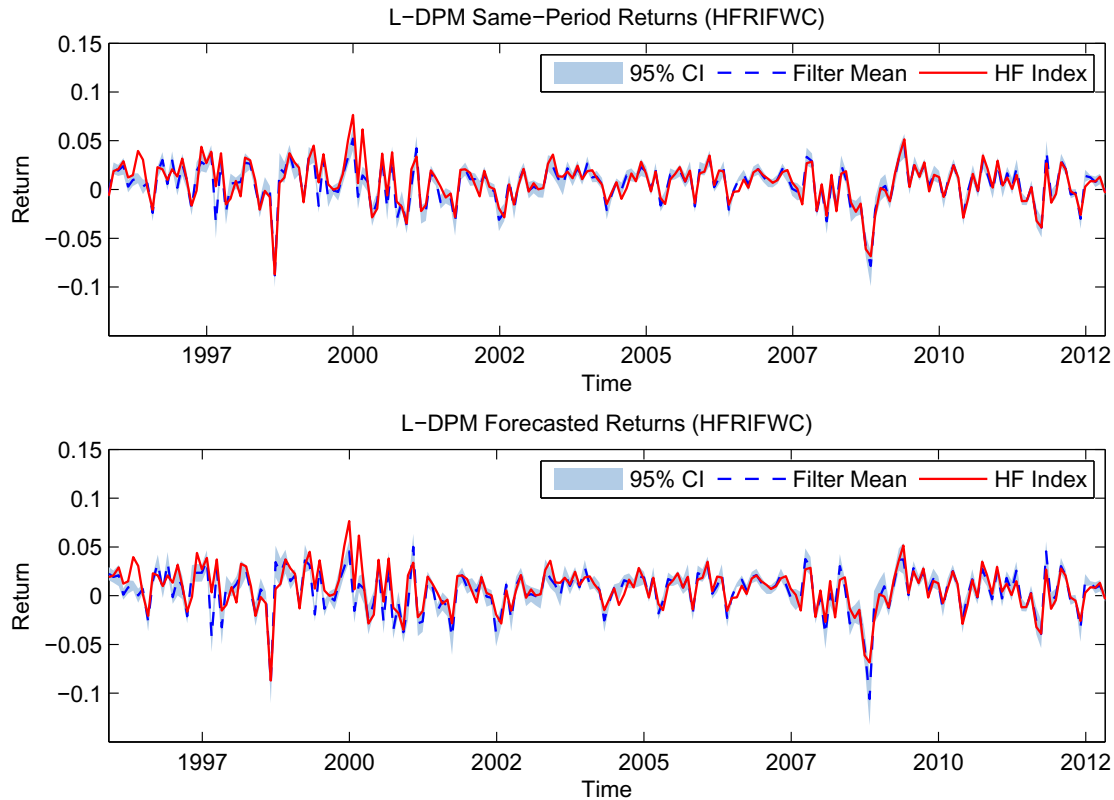 L−DPM Same−Period Returns (HFRIFWC)
0.15
0.1
0.05
0
−0.05
−0.1
Return
95% CI Filter Mean HF Index
1997 2000 2002 2005 2007 2010 2012
Time
L−DPM Forecasted Returns (HFRIFWC)
0.15
0.1
0.05
0
−0.05
−0.1
Return
95% CI Filter Mean HF Index
1997 2000 2002 2005 2007 2010 2012
Time